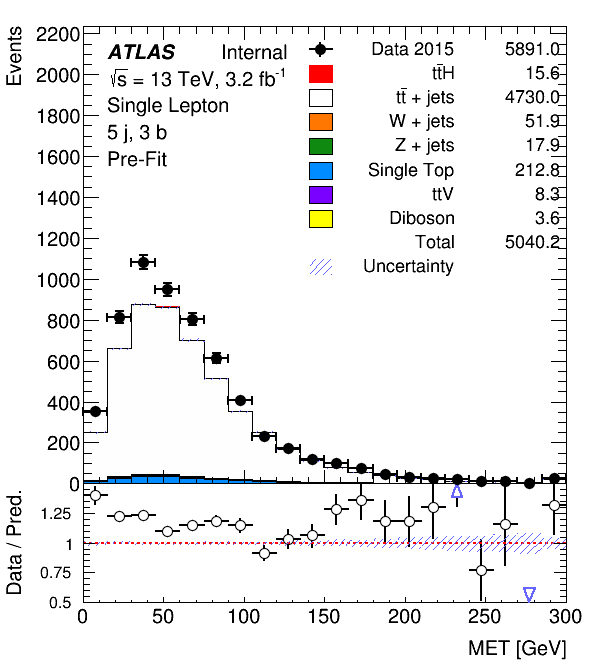 Events
2200
2000
1800
1600
1400
1200
1000
800
600
400
200
0
ATLAS Internal
√s = 13 TeV, 3.2 fb⁻¹
Single Lepton
5 j, 3 b
Pre-Fit
Data 2015 5891.0
tt̄H 15.6
tt̄ + jets 4730.0
W + jets 51.9
Z + jets 17.9
Single Top 212.8
ttV 8.3
Diboson 3.6
Total 5040.2
Uncertainty
Data / Pred.
1.25
1
0.75
0.5
0 50 100 150 200 250 300
MET [GeV]